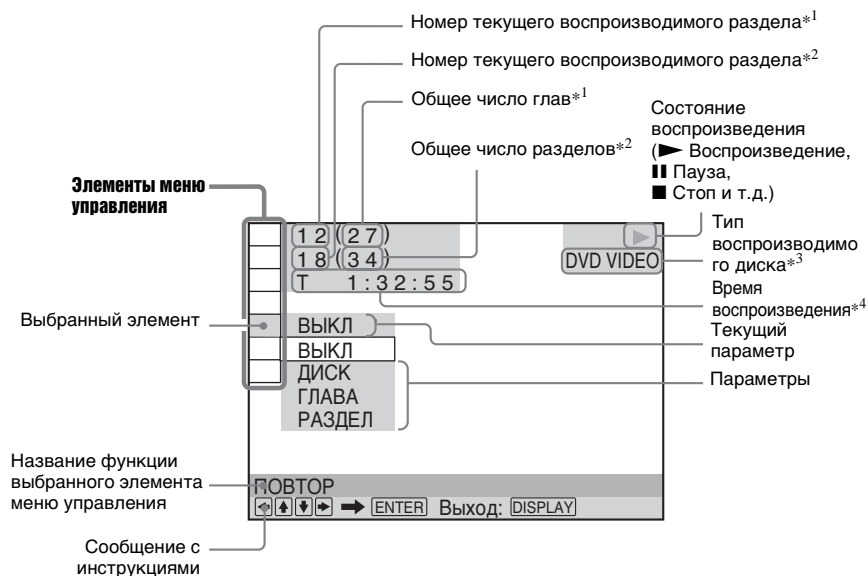 Номер текущего воспроизводимого раздела*1
Номер текущего воспроизводимого раздела*2
Общее число глав*1
Общее число разделов*2
Состояние
воспроизведения
(► Воспроизведение,
❚❚ Пауза,
■ Стоп и т.д.)
Элементы меню
управления
12(27)
18(34)
T 1:32:55
►
DVD VIDEO
Тип
воспроизводимо
го диска*3
Время
воспроизведения*4
Выбранный элемент
ВЫКЛ
Текущий
параметр
ВЫКЛ
ДИСК
ГЛАВА
РАЗДЕЛ
Параметры
Название функции
выбранного элемента
меню управления
ПОВТОР
←↑↓→ ➡ ENTER Выход: DISPLAY
Сообщение с
инструкциями